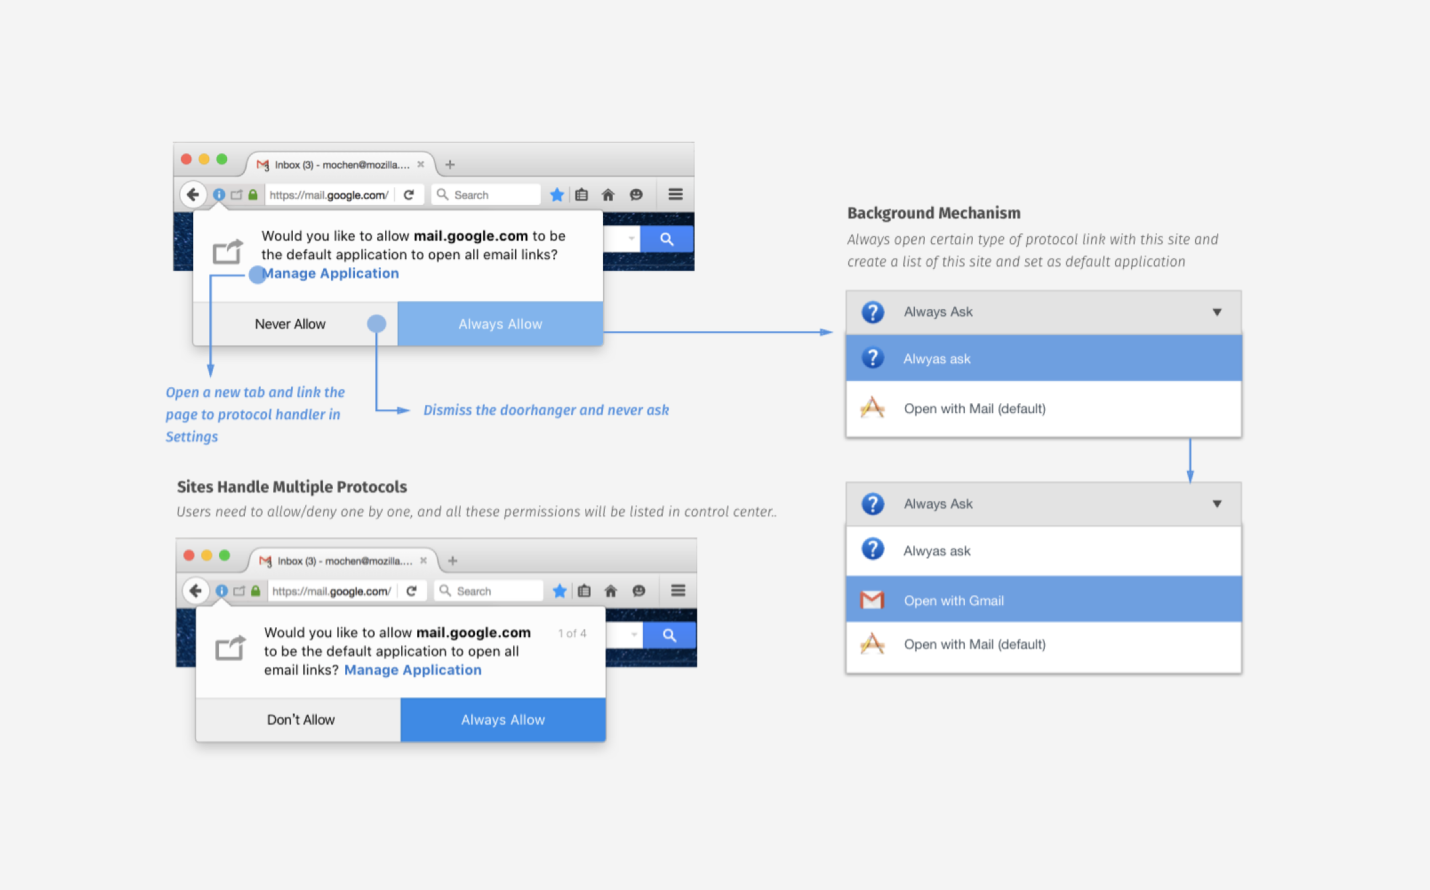 Inbox (3) - mochen@mozilla....
https://mail.google.com/
Search
Would you like to allow mail.google.com to be
the default application to open all email links?
Manage Application
Never Allow
Always Allow
Open a new tab and link the
page to protocol handler in
Settings
Dismiss the doorhanger and never ask
Sites Handle Multiple Protocols
Users need to allow/deny one by one, and all these permissions will be listed in control center..
Inbox (3) - mochen@mozilla....
https://mail.google.com/
Search
Would you like to allow mail.google.com
1 of 4
to be the default application to open all
email links? Manage Application
Don't Allow
Always Allow
Background Mechanism
Always open certain type of protocol link with this site and
create a list of this site and set as default application
Always Ask
Alwyas ask
Open with Mail (default)
Always Ask
Alwyas ask
Open with Gmail
Open with Mail (default)